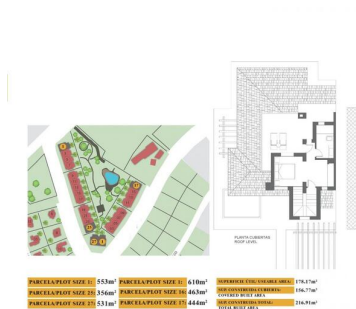 PLANTA CUBIERTAS
ROOF LEVEL
PARCELA/PLOT SIZE 1: 553m² PARCELA/PLOT SIZE 1: 610m² SUPERFICIE ÚTIL/USEABLE AREA: 178.17m²
PARCELA/PLOT SIZE 25: 356m² PARCELA/PLOT SIZE 16: 463m² SUP. CONSTRUIDA CUBIERTA: 156.77m²
COVERED BUILT AREA
PARCELA/PLOT SIZE 27: 531m² PARCELA/PLOT SIZE 17: 444m² SUP. CONSTRUIDA TOTAL: 216.91m²
TOTAL BUILT AREA